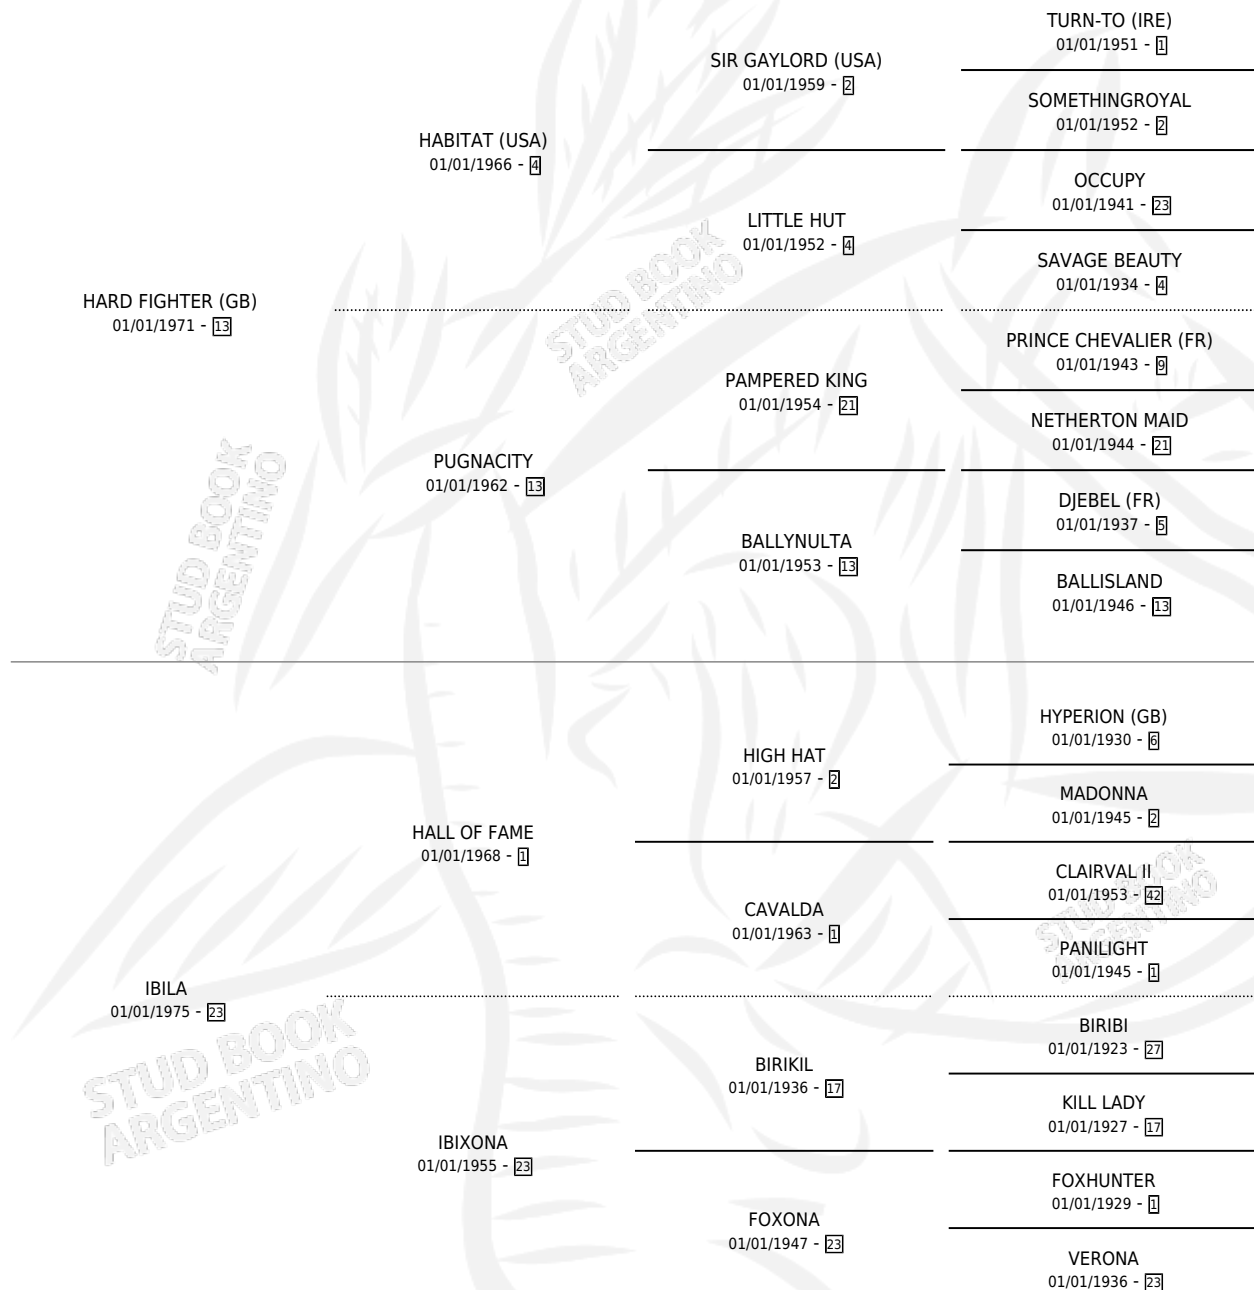 TURN-TO (IRE)
01/01/1951 - 1
SIR GAYLORD (USA)
01/01/1959 - 2
SOMETHINGROYAL
01/01/1952 - 2
HABITAT (USA)
01/01/1966 - 4
OCCUPY
01/01/1941 - 23
LITTLE HUT
01/01/1952 - 4
SAVAGE BEAUTY
01/01/1934 - 4
HARD FIGHTER (GB)
01/01/1971 - 13
PRINCE CHEVALIER (FR)
01/01/1943 - 9
PAMPERED KING
01/01/1954 - 21
NETHERTON MAID
01/01/1944 - 21
PUGNACITY
01/01/1962 - 13
DJEBEL (FR)
01/01/1937 - 5
BALLYNULTA
01/01/1953 - 13
BALLISLAND
01/01/1946 - 13
HYPERION (GB)
01/01/1930 - 6
HIGH HAT
01/01/1957 - 2
MADONNA
01/01/1945 - 2
HALL OF FAME
01/01/1968 - 1
CLAIRVAL II
01/01/1953 - 42
CAVALDA
01/01/1963 - 1
PANILIGHT
01/01/1945 - 1
IBILA
01/01/1975 - 23
BIRIBI
01/01/1923 - 27
BIRIKIL
01/01/1936 - 17
KILL LADY
01/01/1927 - 17
IBIXONA
01/01/1955 - 23
FOXHUNTER
01/01/1929 - 1
FOXONA
01/01/1947 - 23
VERONA
01/01/1936 - 23
STUD BOOK
ARGENTINO
STUD BOOK
ARGENTINO
STUD BOOK
ARGENTINO
STUD BOOK
ARGENTINO